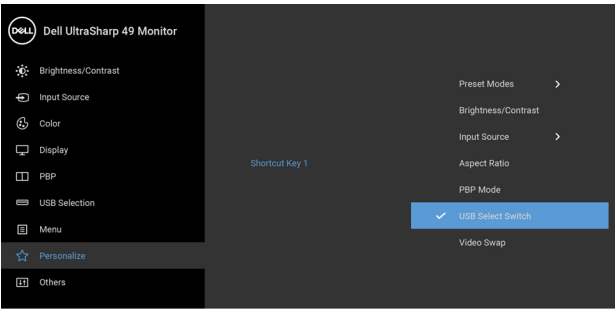 DELL
Dell UltraSharp 49 Monitor
Brightness/Contrast
Input Source
Color
Display
PBP
USB Selection
Menu
Personalize
Others
Shortcut Key 1
Preset Modes
Brightness/Contrast
Input Source
Aspect Ratio
PBP Mode
USB Select Switch
Video Swap